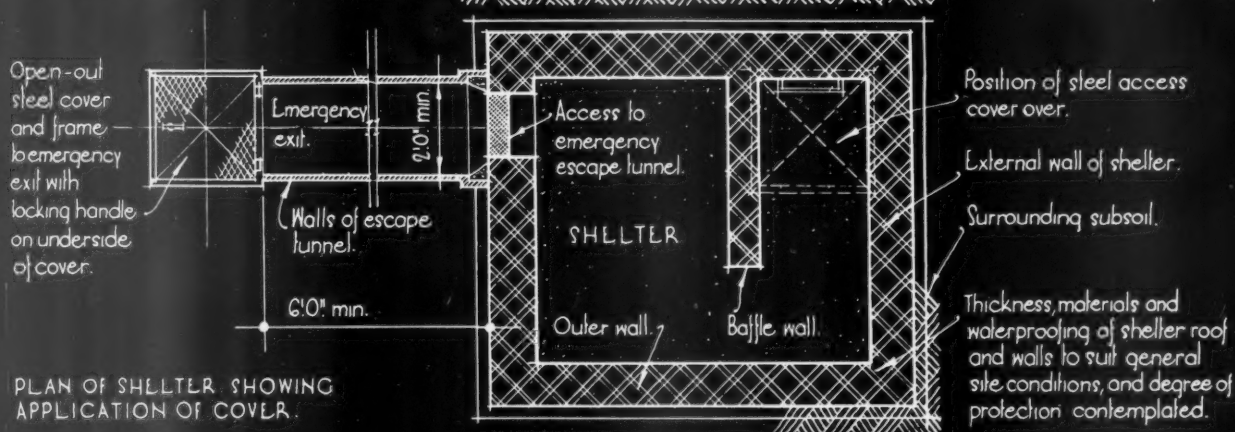 Open-out
steel cover
and frame
to emergency
exit with
locking handle
on underside
of cover.
Emergency
exit.
2'.0" min.
Walls of escape
tunnel.
6'.0" min.
Access to
emergency
escape tunnel.
SHELTER
Outer wall.
Baffle wall.
Position of steel access
cover over.
External wall of shelter.
Surrounding subsoil.
Thickness, materials and
waterproofing of shelter roof
and walls to suit general
site conditions, and degree of
protection contemplated.
PLAN OF SHELTER SHOWING
APPLICATION OF COVER.